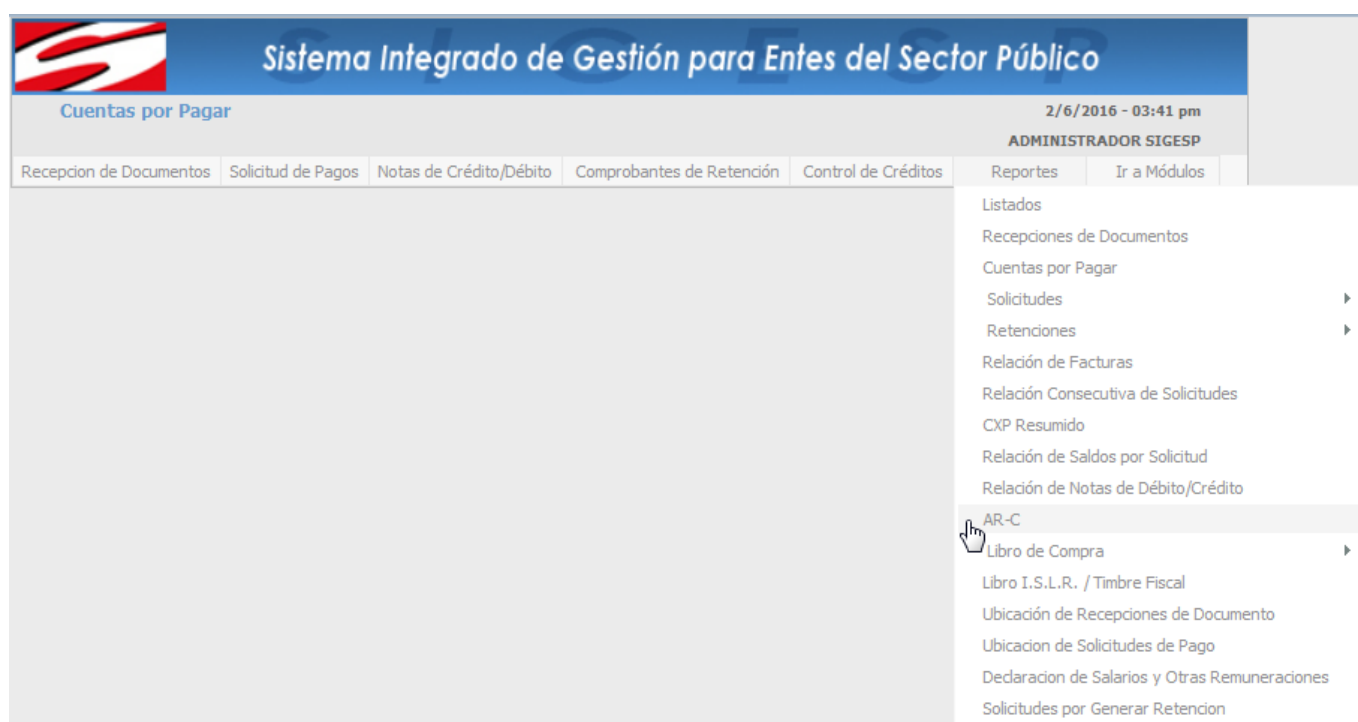 SIGESP
Sistema Integrado de Gestión para Entes del Sector Público
Cuentas por Pagar
2/6/2016 - 03:41 pm
ADMINISTRADOR SIGESP
Recepcion de Documentos Solicitud de Pagos Notas de Crédito/Débito Comprobantes de Retención Control de Créditos Reportes Ir a Módulos
Listados
Recepciones de Documentos
Cuentas por Pagar
Solicitudes
Retenciones
Relación de Facturas
Relación Consecutiva de Solicitudes
CXP Resumido
Relación de Saldos por Solicitud
Relación de Notas de Débito/Crédito
AR-C
Libro de Compra
Libro I.S.L.R. / Timbre Fiscal
Ubicación de Recepciones de Documento
Ubicacion de Solicitudes de Pago
Declaracion de Salarios y Otras Remuneraciones
Solicitudes por Generar Retencion